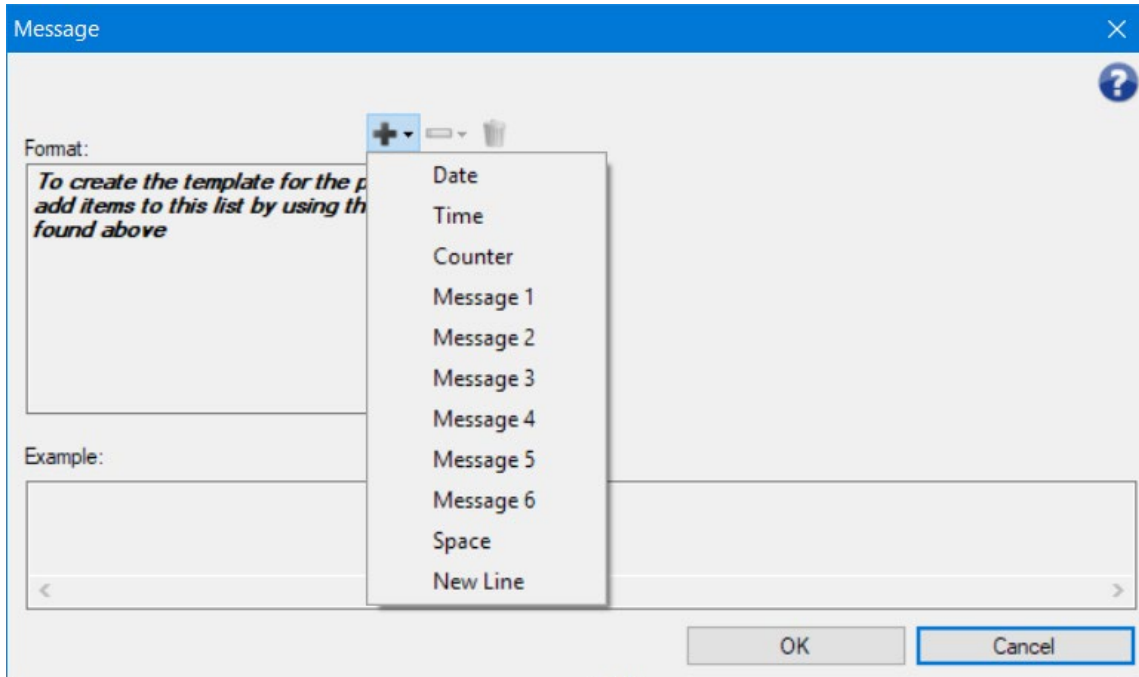 Message
Format:
To create the template for the p
add items to this list by using th
found above
Date
Time
Counter
Message 1
Message 2
Message 3
Message 4
Message 5
Message 6
Space
New Line
Example:
OK
Cancel